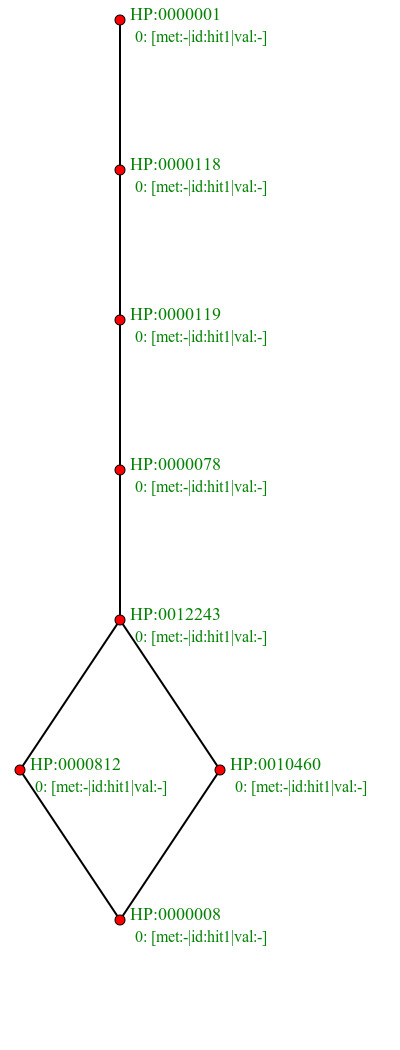 HP:0000001
0: [met:-|id:hit1|val:-]
HP:0000118
0: [met:-|id:hit1|val:-]
HP:0000119
0: [met:-|id:hit1|val:-]
HP:0000078
0: [met:-|id:hit1|val:-]
HP:0012243
0: [met:-|id:hit1|val:-]
HP:0000812
0: [met:-|id:hit1|val:-]
HP:0010460
0: [met:-|id:hit1|val:-]
HP:0000008
0: [met:-|id:hit1|val:-]